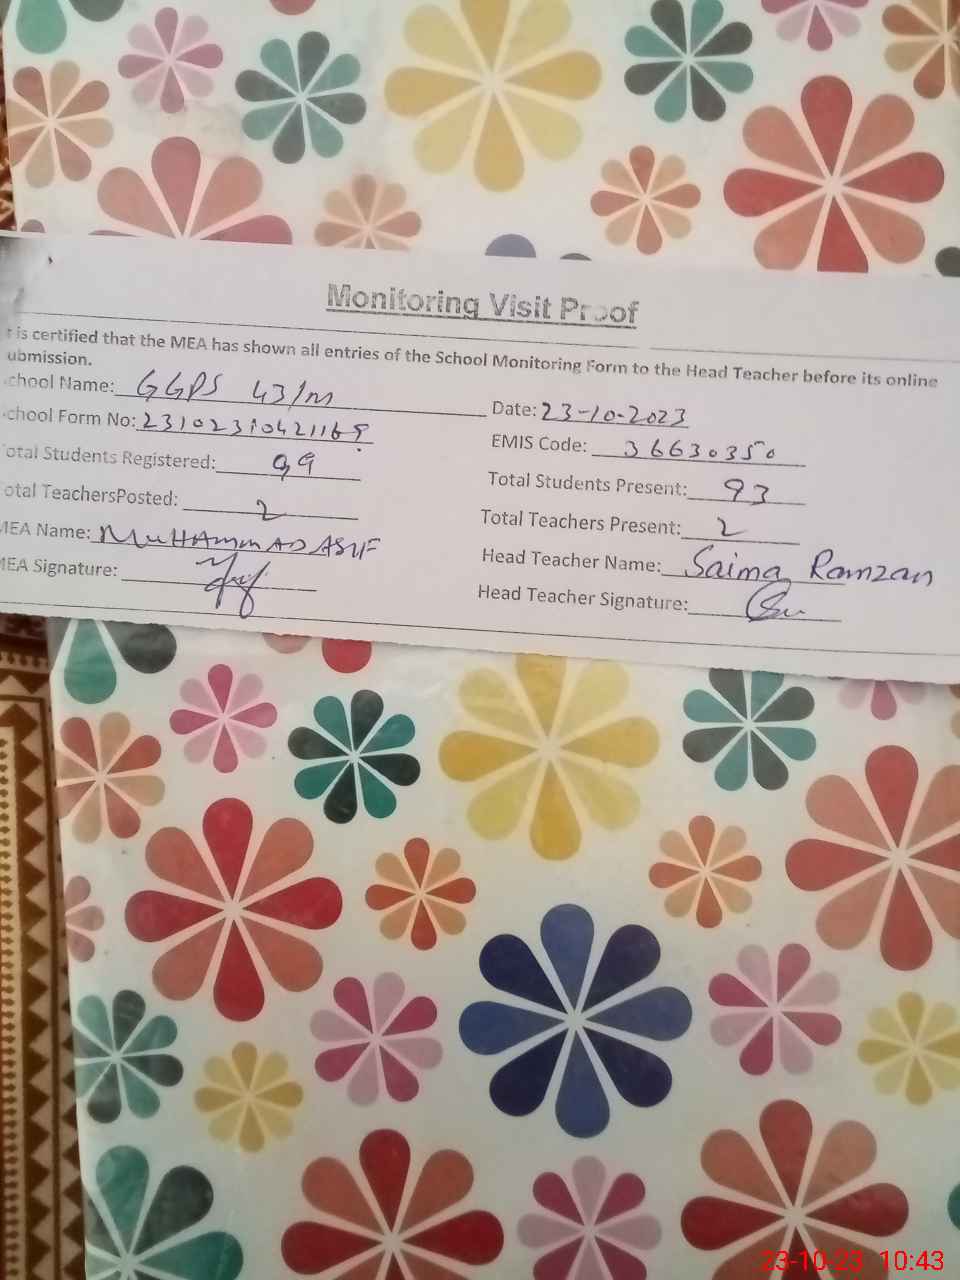 Monitoring Visit Proof
t is certified that the MEA has shown all entries of the School Monitoring Form to the Head Teacher before its online
ubmission.
chool Name: GGPS 43/m Date: 23-10-2023
chool Form No: 23102310421169 EMIS Code: 36630350
otal Students Registered: 99 Total Students Present: 93
otal TeachersPosted: 2 Total Teachers Present: 2
MEA Name: MuHAmmAD ASIF Head Teacher Name: Saima Ramzan
MEA Signature: Head Teacher Signature:
23-10-23 10:43